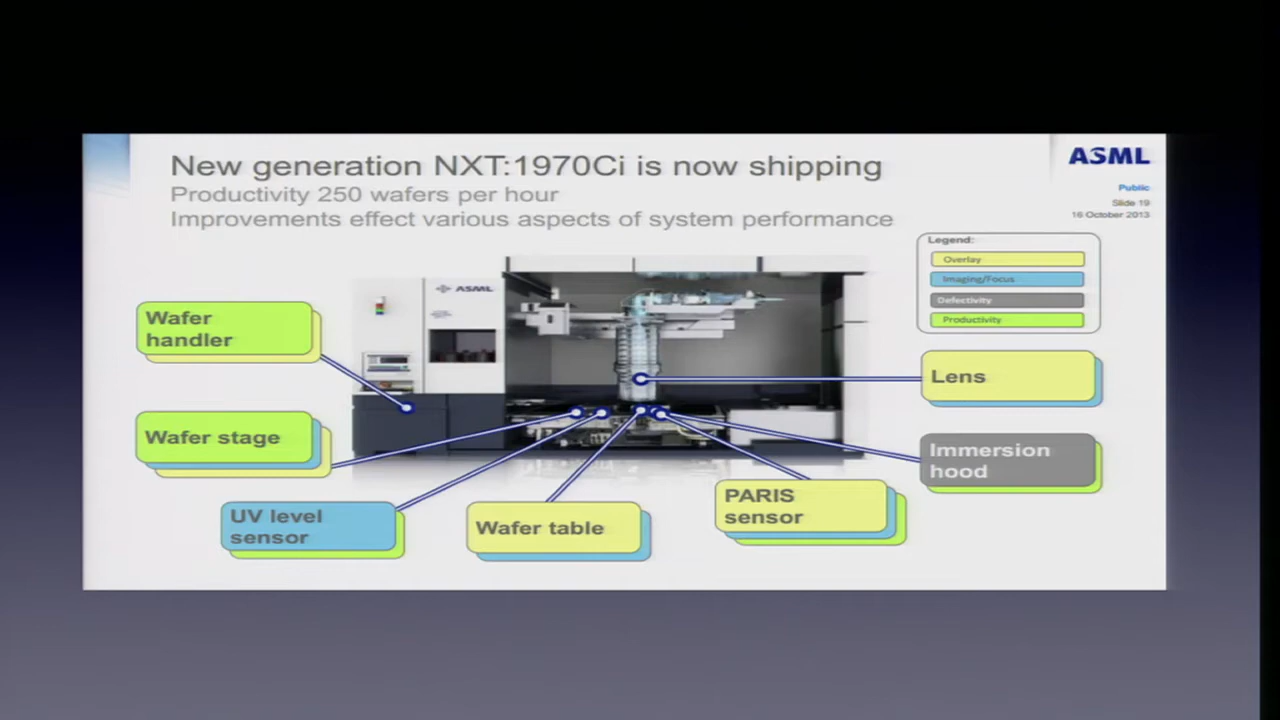 New generation NXT:1970Ci is now shipping
Productivity 250 wafers per hour
Improvements effect various aspects of system performance
ASML
Public
Slide 19
16 October 2013
Legend:
Overlay
Imaging/Focus
Defectivity
Productivity
ASML
Wafer
handler
Wafer stage
UV level
sensor
Wafer table
PARIS
sensor
Lens
Immersion
hood